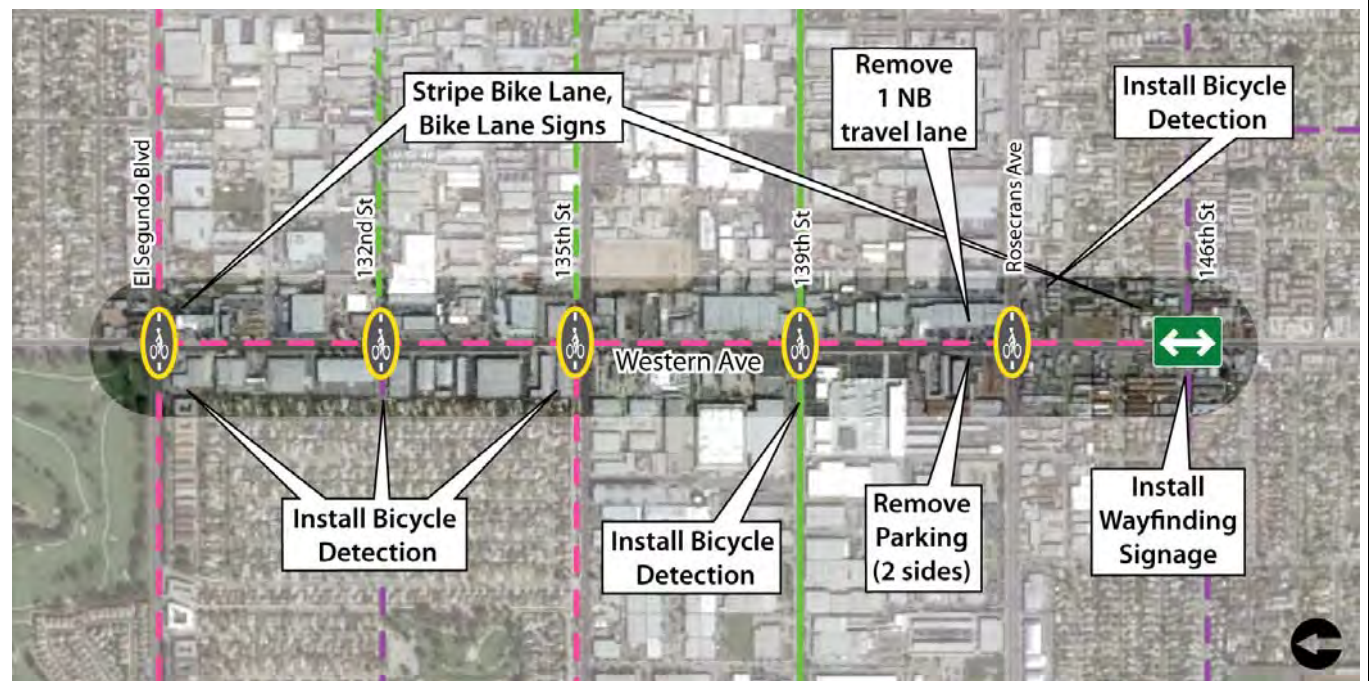 Stripe Bike Lane,
Bike Lane Signs
Remove
1 NB
travel lane
Install Bicycle
Detection
El Segundo Blvd
132nd St
135th St
139th St
Rosecrans Ave
146th St
Western Ave
Install Bicycle
Detection
Install Bicycle
Detection
Remove
Parking
(2 sides)
Install
Wayfinding
Signage